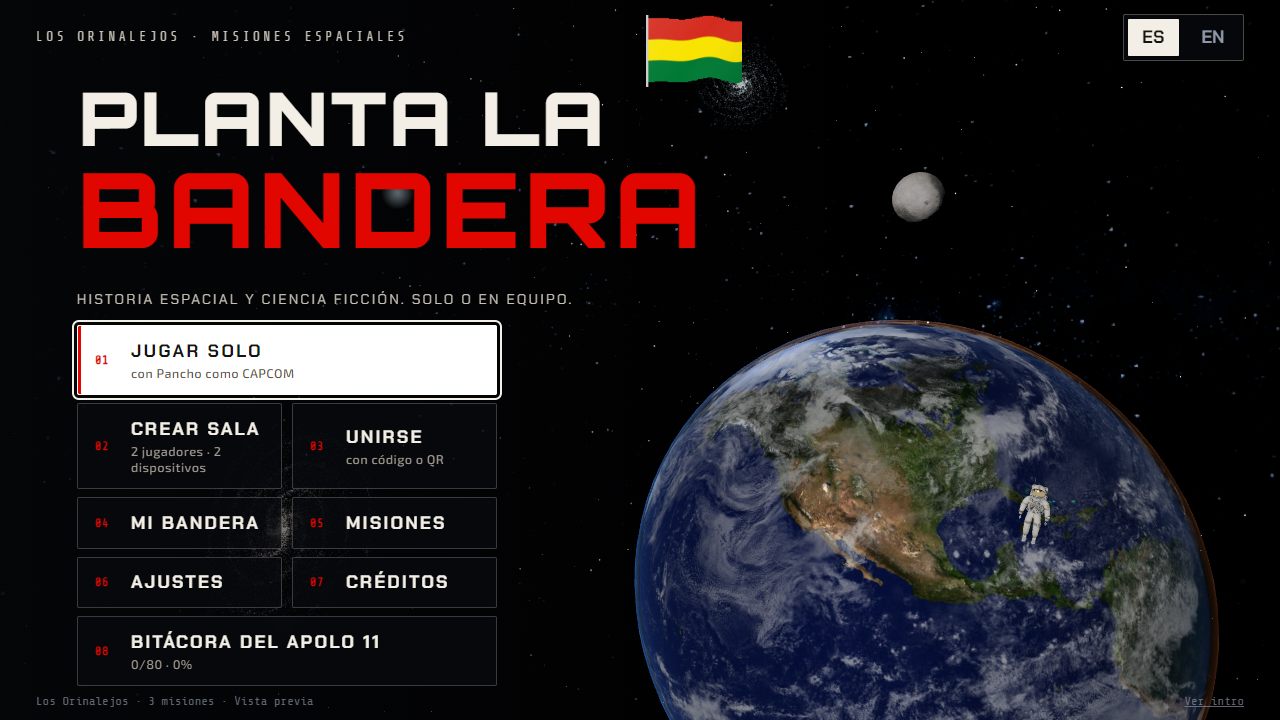 LOS ORINALEJOS · MISIONES ESPACIALES
ES EN
PLANTA LA
BANDERA
HISTORIA ESPACIAL Y CIENCIA FICCIÓN. SOLO O EN EQUIPO.
01 JUGAR SOLO
con Pancho como CAPCOM
02 CREAR SALA
2 jugadores · 2
dispositivos
03 UNIRSE
con código o QR
04 MI BANDERA
05 MISIONES
06 AJUSTES
07 CRÉDITOS
08 BITÁCORA DEL APOLO 11
0/80 · 0%
Los Orinalejos · 3 misiones · Vista previa
Ver intro